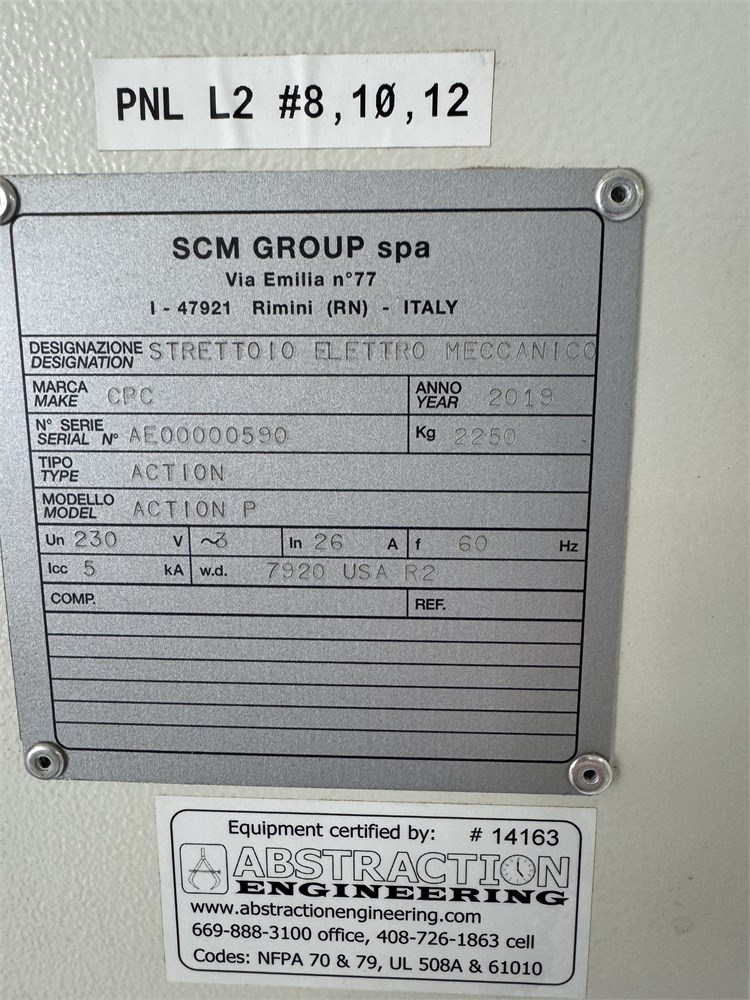 PNL L2 #8,10,12
SCM GROUP spa
Via Emilia n°77
I - 47921 Rimini (RN) - ITALY
DESIGNAZIONE STRETTOIO ELETTRO MECCANICO
DESIGNATION
MARCA CPC ANNO 2019
MAKE YEAR
N° SERIE AE00000590 Kg 2250
SERIAL N°
TIPO ACTION
TYPE
MODELLO ACTION P
MODEL
Un 230 V ~3 In 26 A f 60 Hz
Icc 5 kA w.d. 7920 USA R2
COMP. REF.
Equipment certified by: # 14163
ABSTRACTION
ENGINEERING
www.abstractionengineering.com
669-888-3100 office, 408-726-1863 cell
Codes: NFPA 70 & 79, UL 508A & 61010